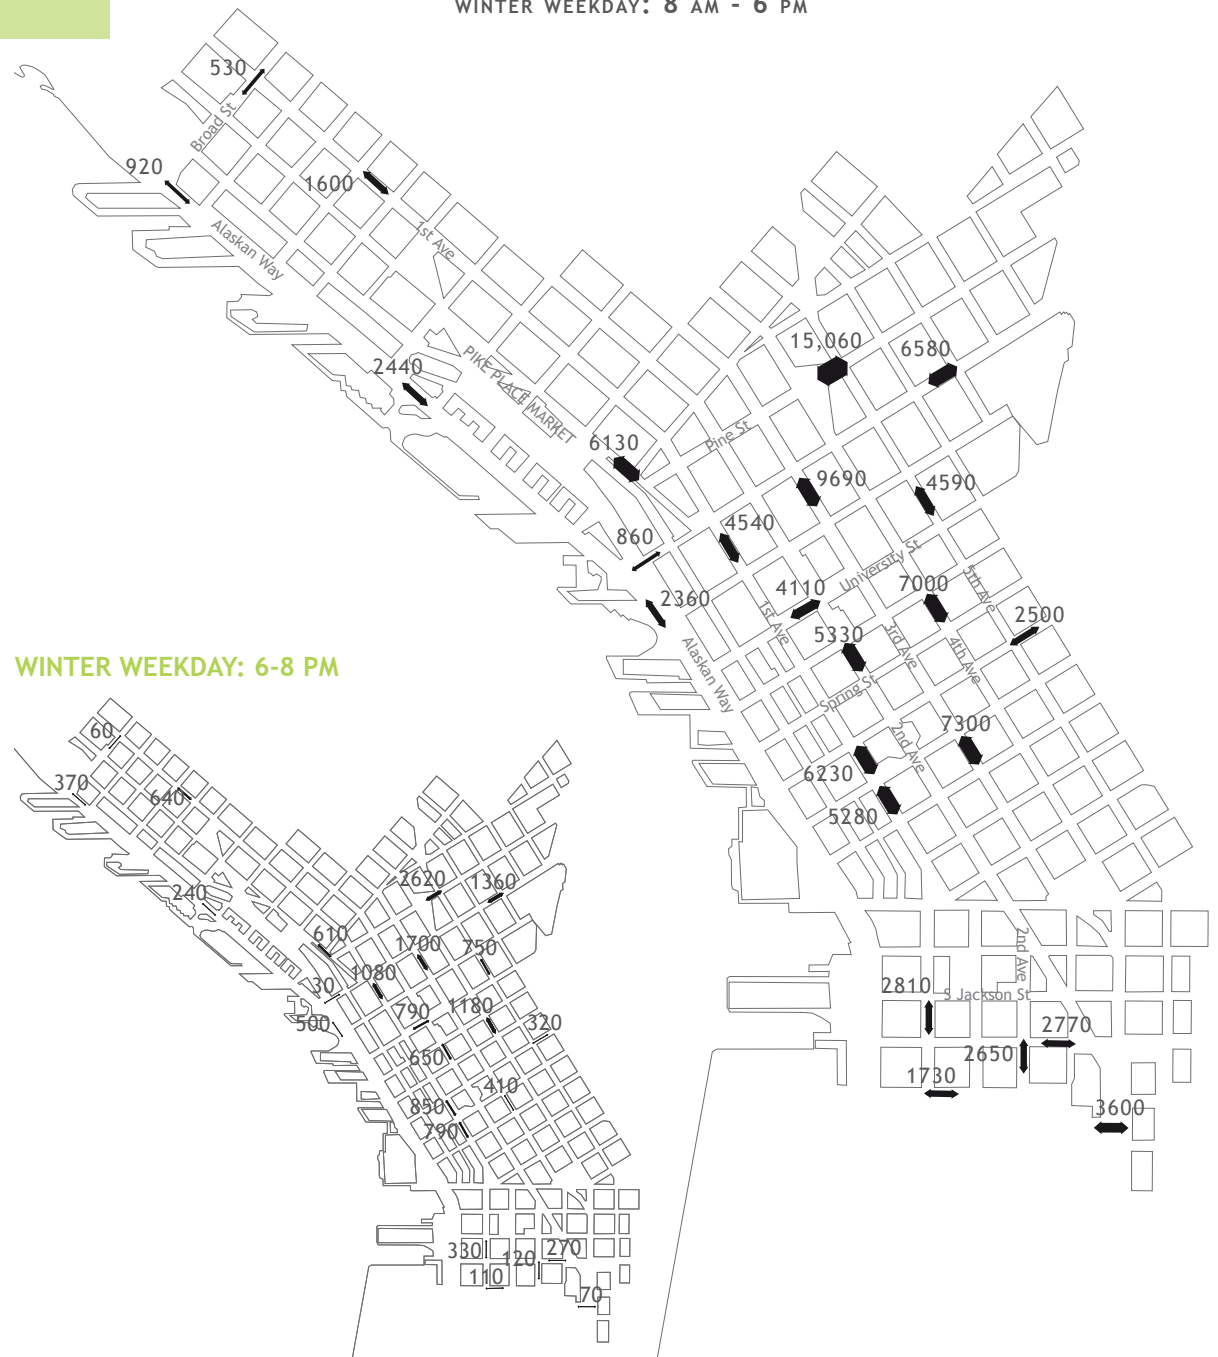 WINTER WEEKDAY: 8 AM - 6 PM
530
Broad St
920
1600
1st Ave
Alaskan Way
15,060
6580
2440
PIKE PLACE MARKET
Pine St
6130
9690
4590
4540
860
University St
4110
7000
5th Ave
2360
1st Ave
2500
5330
3rd Ave
4th Ave
Alaskan Way
Spring St
7300
2nd Ave
6230
5280
2nd Ave
2810
S Jackson St
2770
2650
1730
3600
WINTER WEEKDAY: 6-8 PM
60
370
640
2620
1360
240
610
1700
750
1080
30
790
1180
500
320
650
410
850
790
330
120
270
110
70